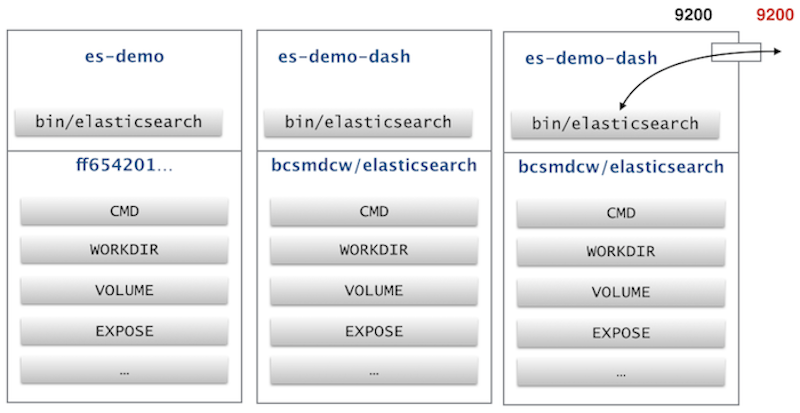 9200 9200
es-demo
bin/elasticsearch
ff654201…
CMD
WORKDIR
VOLUME
EXPOSE
…
es-demo-dash
bin/elasticsearch
bcsmdcw/elasticsearch
CMD
WORKDIR
VOLUME
EXPOSE
…
es-demo-dash
bin/elasticsearch
bcsmdcw/elasticsearch
CMD
WORKDIR
VOLUME
EXPOSE
…